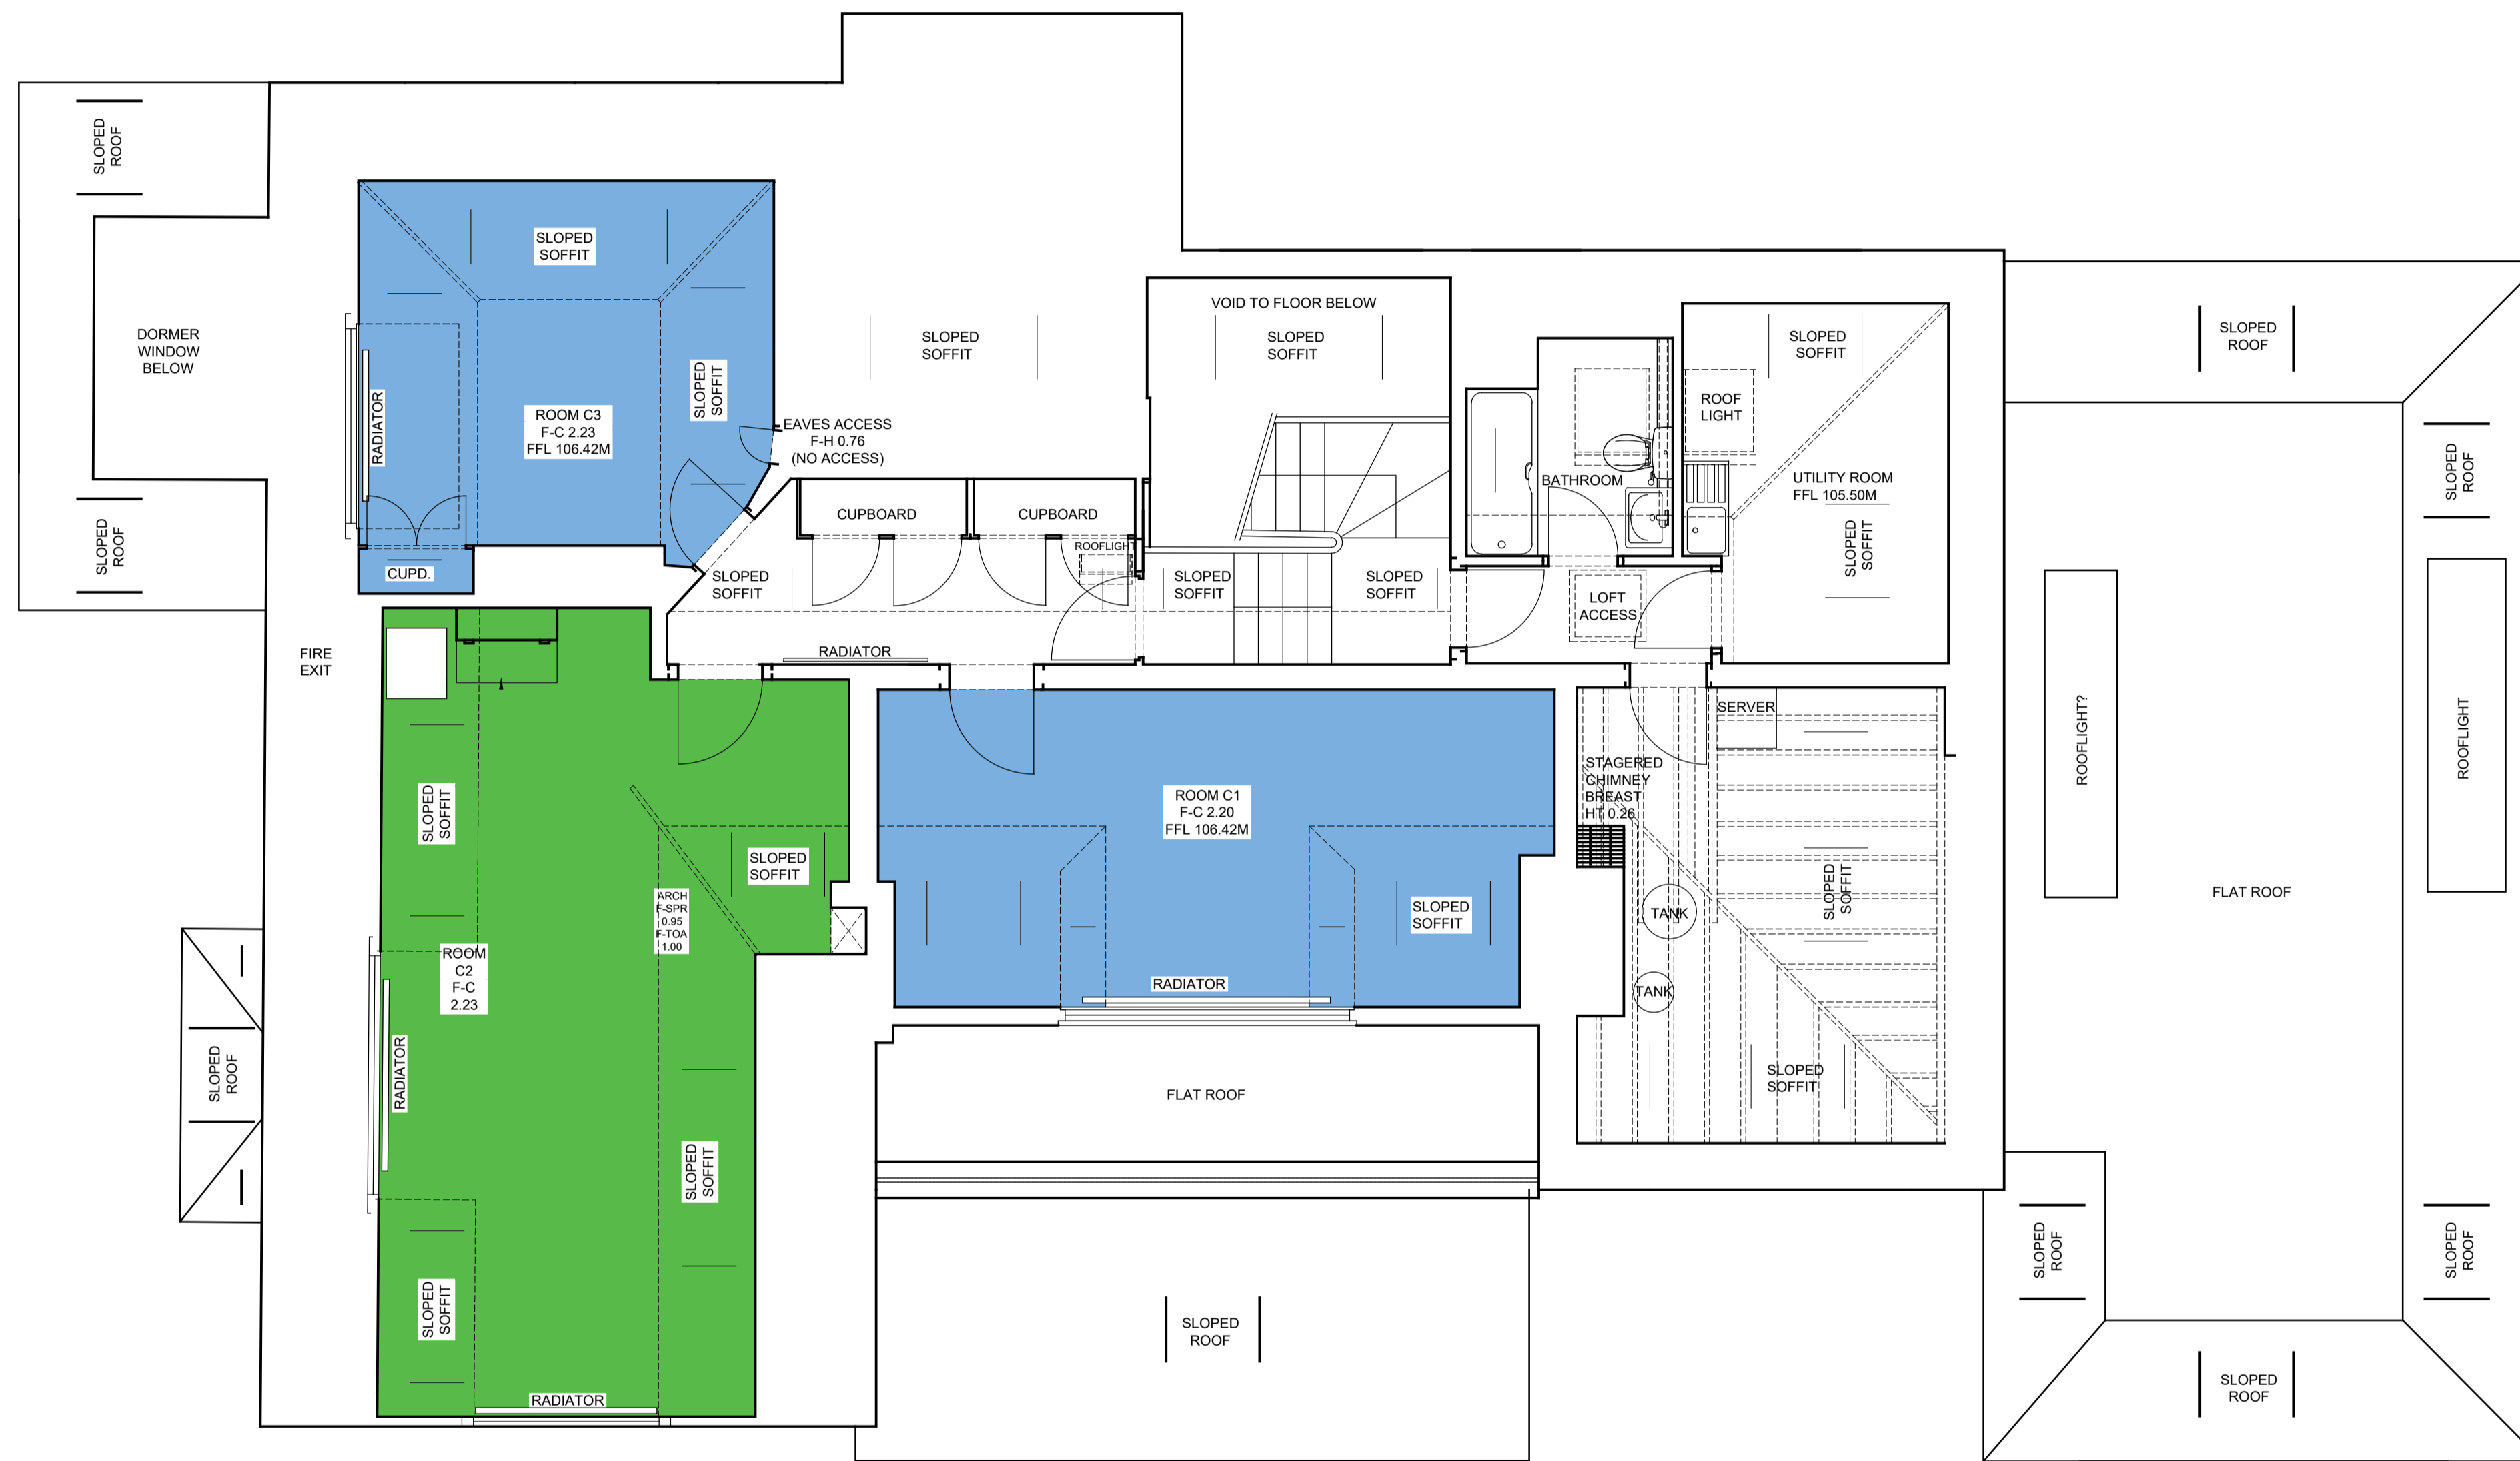 SLOPED
ROOF
DORMER
WINDOW
BELOW
SLOPED
ROOF
SLOPED
SOFFIT
RADIATOR
ROOM C3
F-C 2.23
FFL 106.42M
SLOPED
SOFFIT
CUPD.
EAVES ACCESS
F-H 0.76
(NO ACCESS)
SLOPED
SOFFIT
CUPBOARD
CUPBOARD
ROOFLIGHT
SLOPED
SOFFIT
RADIATOR
VOID TO FLOOR BELOW
SLOPED
SOFFIT
SLOPED
SOFFIT
SLOPED
SOFFIT
BATHROOM
LOFT
ACCESS
SLOPED
SOFFIT
ROOF
LIGHT
UTILITY ROOM
FFL 105.50M
SLOPED
SOFFIT
SLOPED
ROOF
SLOPED
ROOF
FIRE
EXIT
SLOPED
SOFFIT
SLOPED
SOFFIT
ARCH
F-SPR
0.95
F-TOA
1.00
ROOM
C2
F-C
2.23
RADIATOR
SLOPED
ROOF
SLOPED
SOFFIT
SLOPED
SOFFIT
RADIATOR
ROOM C1
F-C 2.20
FFL 106.42M
SLOPED
SOFFIT
RADIATOR
FLAT ROOF
SLOPED
ROOF
SERVER
STAGERED
CHIMNEY
BREAST
HT 0.26
TANK
TANK
SLOPED
SOFFIT
SLOPED
SOFFIT
ROOFLIGHT?
ROOFLIGHT
FLAT ROOF
SLOPED
ROOF
SLOPED
ROOF
SLOPED
ROOF